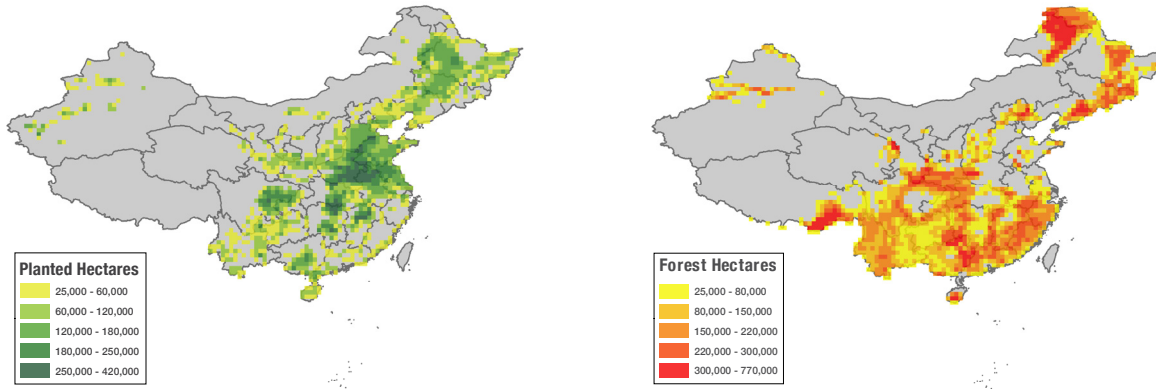 Planted Hectares
25,000 - 60,000
60,000 - 120,000
120,000 - 180,000
180,000 - 250,000
250,000 - 420,000
Forest Hectares
25,000 - 80,000
80,000 - 150,000
150,000 - 220,000
220,000 - 300,000
300,000 - 770,000